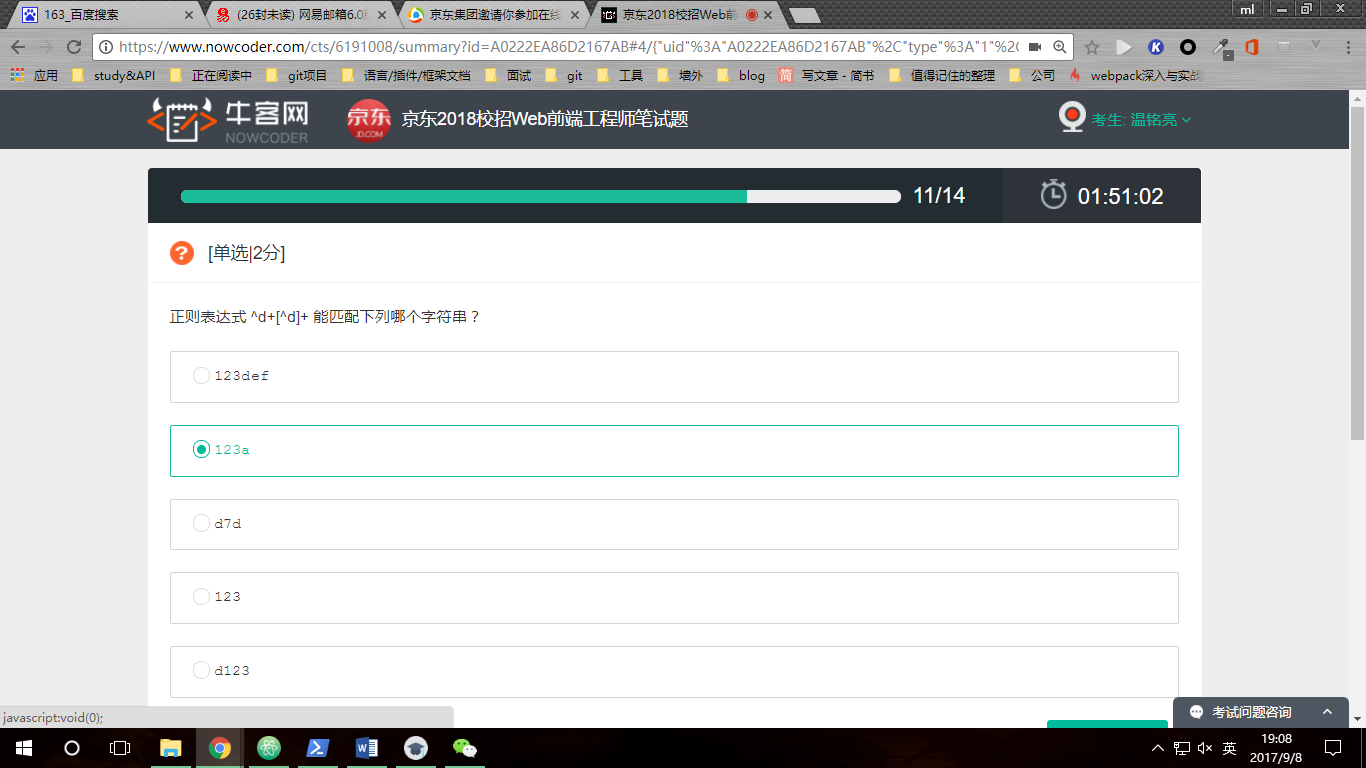 163_百度搜索
(26封未读) 网易邮箱6.0
京东集团邀请你参加在线
京东2018校招Web前
ml
https://www.nowcoder.com/cts/6191008/summary?id=A0222EA86D2167AB#4/{"uid"%3A"A0222EA86D2167AB"%2C"type"%3A"1"%2C
应用 study&API 正在阅读中 git项目 语言/插件/框架文档 面试 git 工具 墙外 blog 简 写文章 - 简书 值得记住的整理 公司 webpack深入与实战
牛客网
NOWCODER
京东
JD.COM
京东2018校招Web前端工程师笔试题
考生: 温铭亮
11/14
01:51:02
? [单选|2分]
正则表达式 ^d+[^d]+ 能匹配下列哪个字符串？
123def
123a
d7d
123
d123
javascript:void(0);
考试问题咨询
英
19:08
2017/9/8